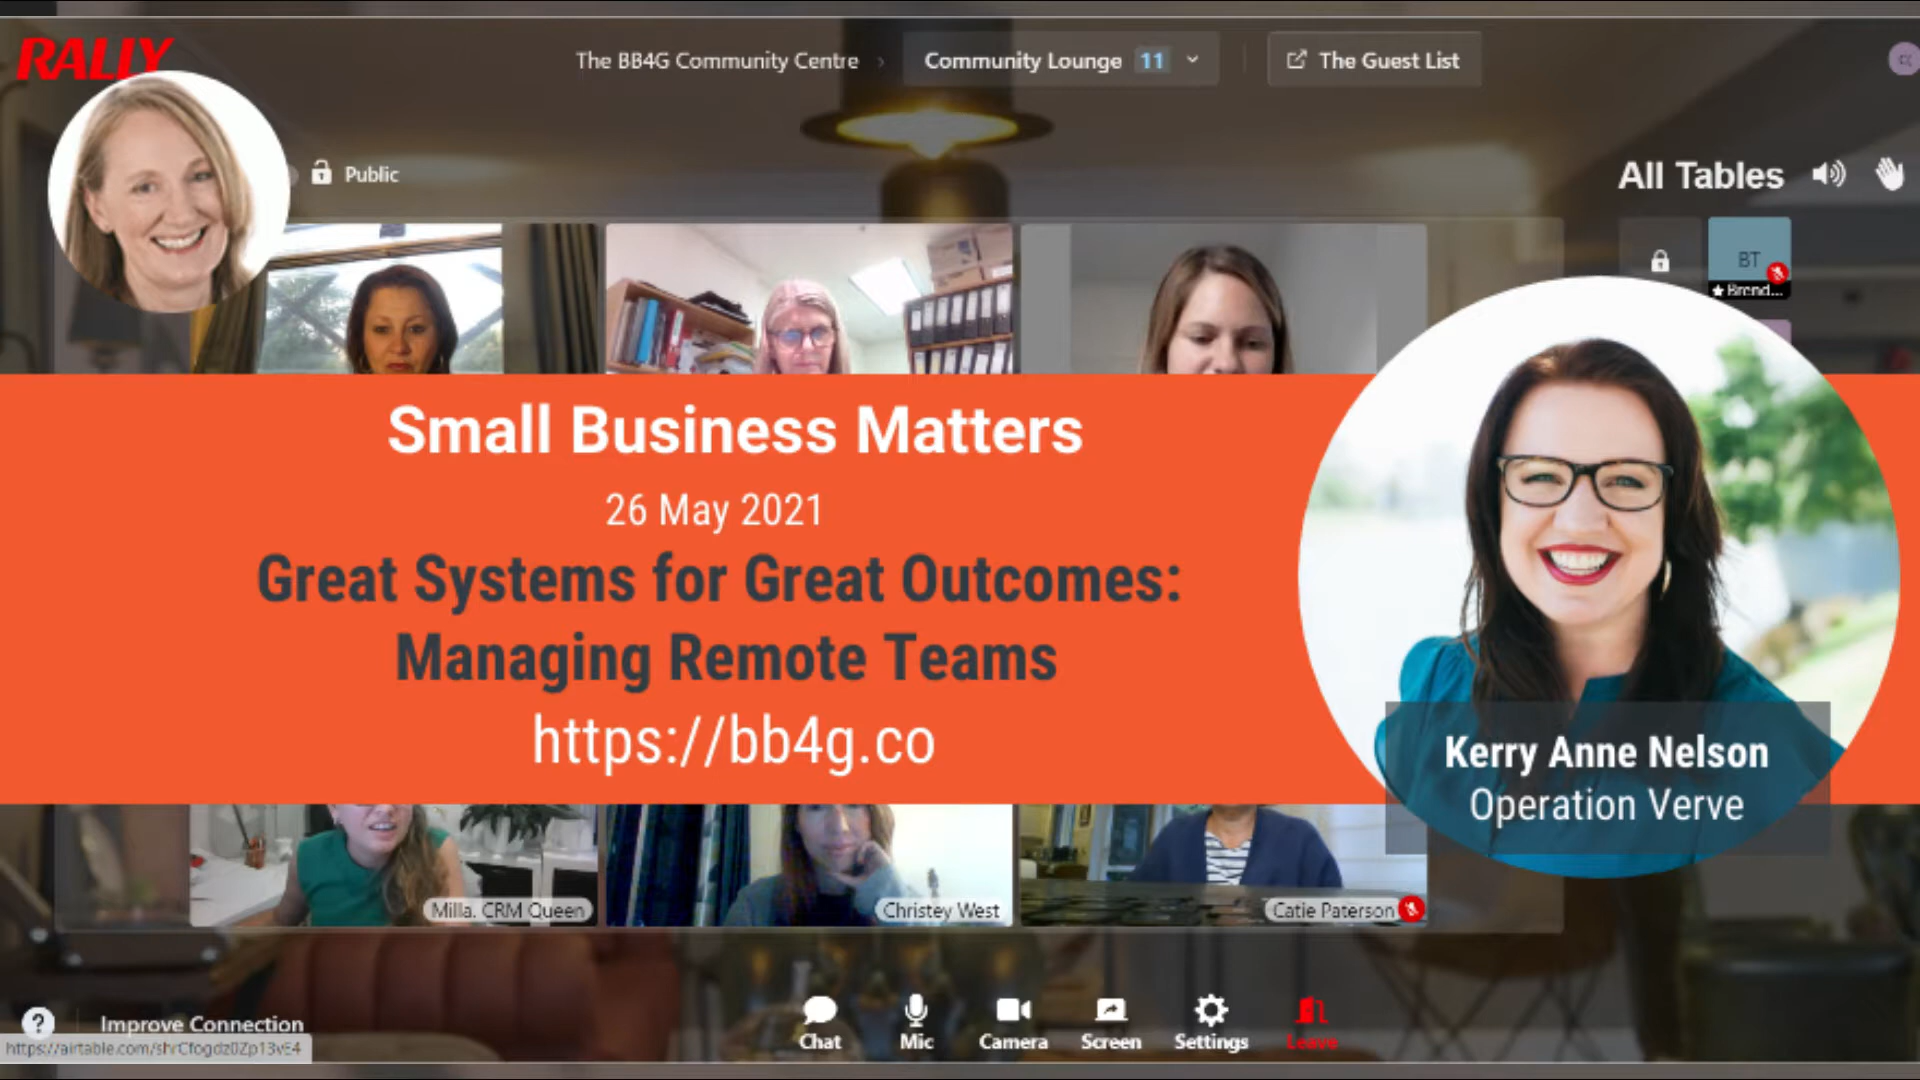 RALLY
The BB4G Community Centre
Community Lounge 11
The Guest List
Public
All Tables
BT
Brend...
Small Business Matters
26 May 2021
Great Systems for Great Outcomes:
Managing Remote Teams
https://bb4g.co
Kerry Anne Nelson
Operation Verve
Milla. CRM Queen
Christey West
Catie Paterson
? Improve Connection
Chat
Mic
Camera
Screen
Settings
Leave